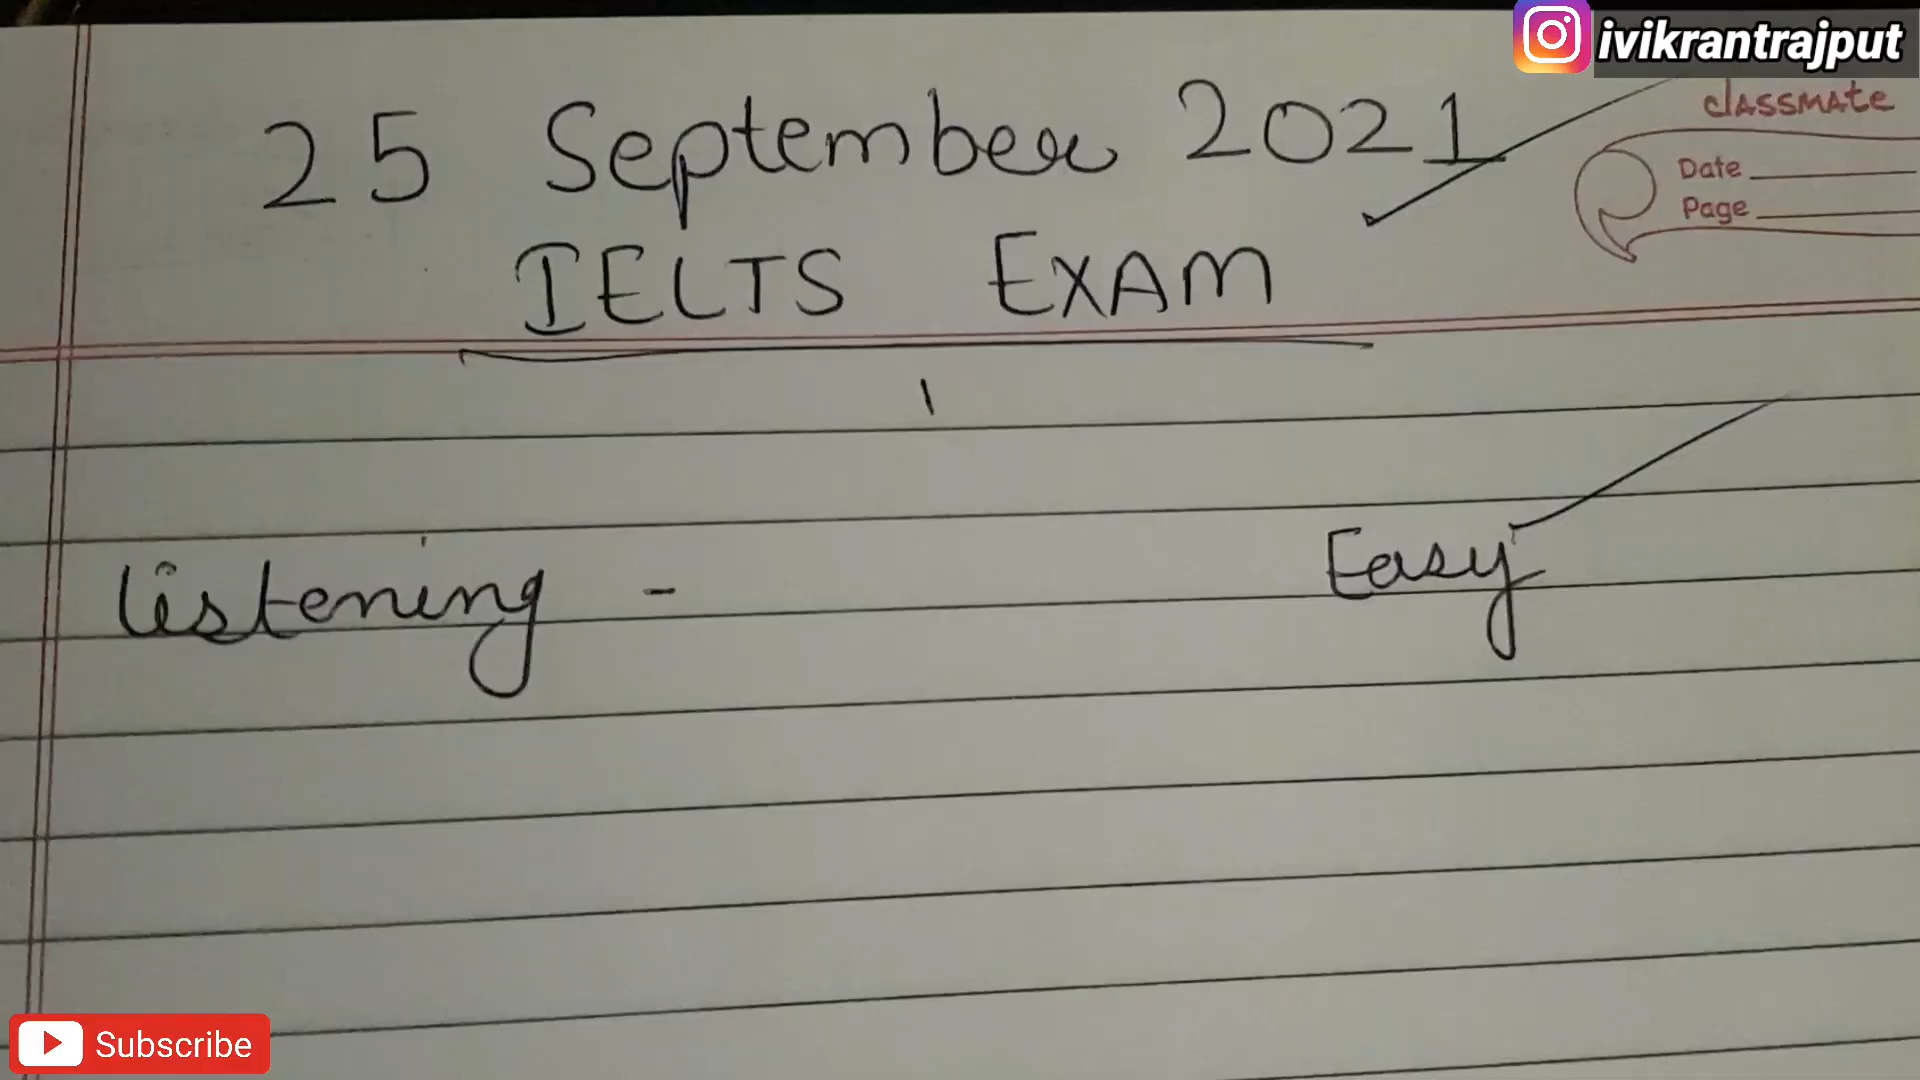 ivikrantrajput
classmate
25 September 2021
Date
Page
IELTS EXAM
Listening - Easy
Subscribe